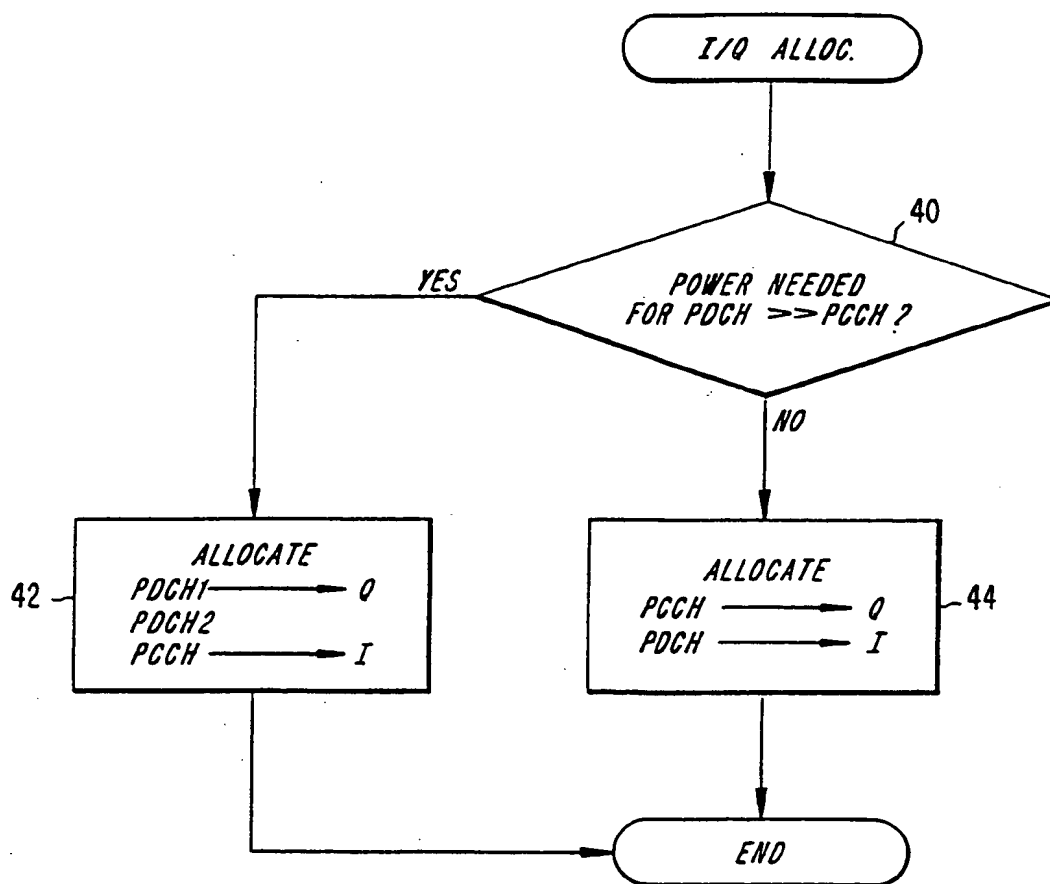 I/Q ALLOC.
40
YES
POWER NEEDED
FOR PDCH >> PCCH ?
NO
42
ALLOCATE
PDCH1 → Q
PDCH2
PCCH → I
ALLOCATE
PCCH → Q
PDCH → I
44
END